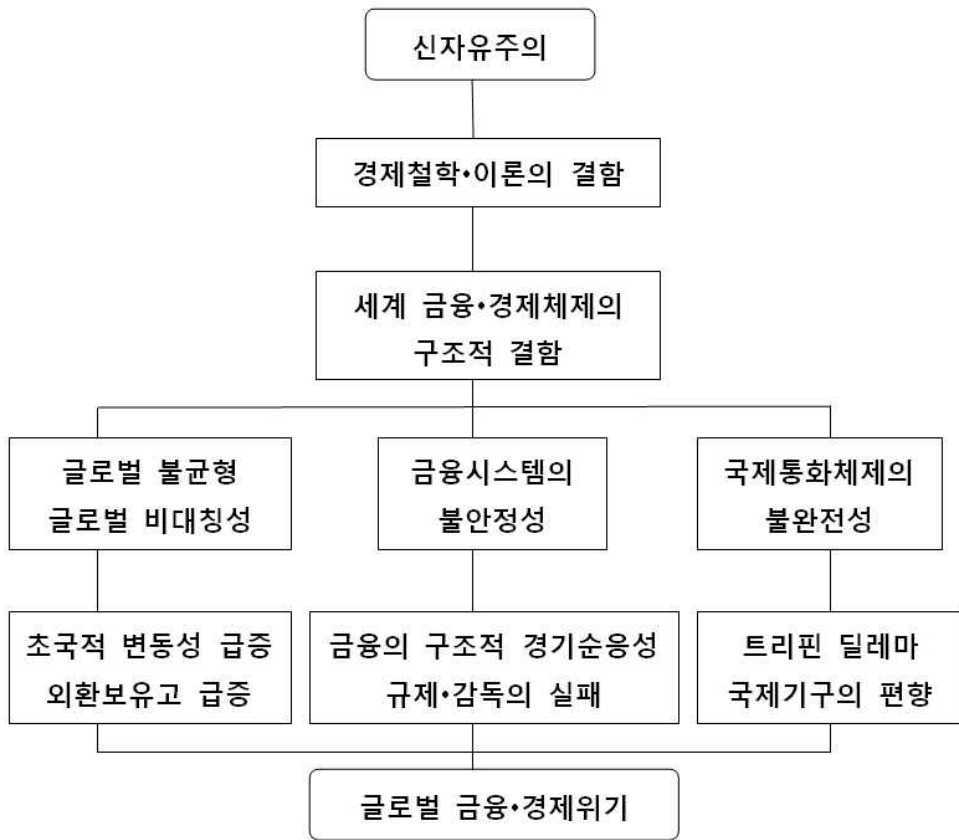 신자유주의
경제철학•이론의 결함
세계 금융•경제체제의
구조적 결함
글로벌 불균형
글로벌 비대칭성
금융시스템의
불안정성
국제통화체제의
불완전성
초국적 변동성 급증
외환보유고 급증
금융의 구조적 경기순응성
규제•감독의 실패
트리핀 딜레마
국제기구의 편향
글로벌 금융•경제위기